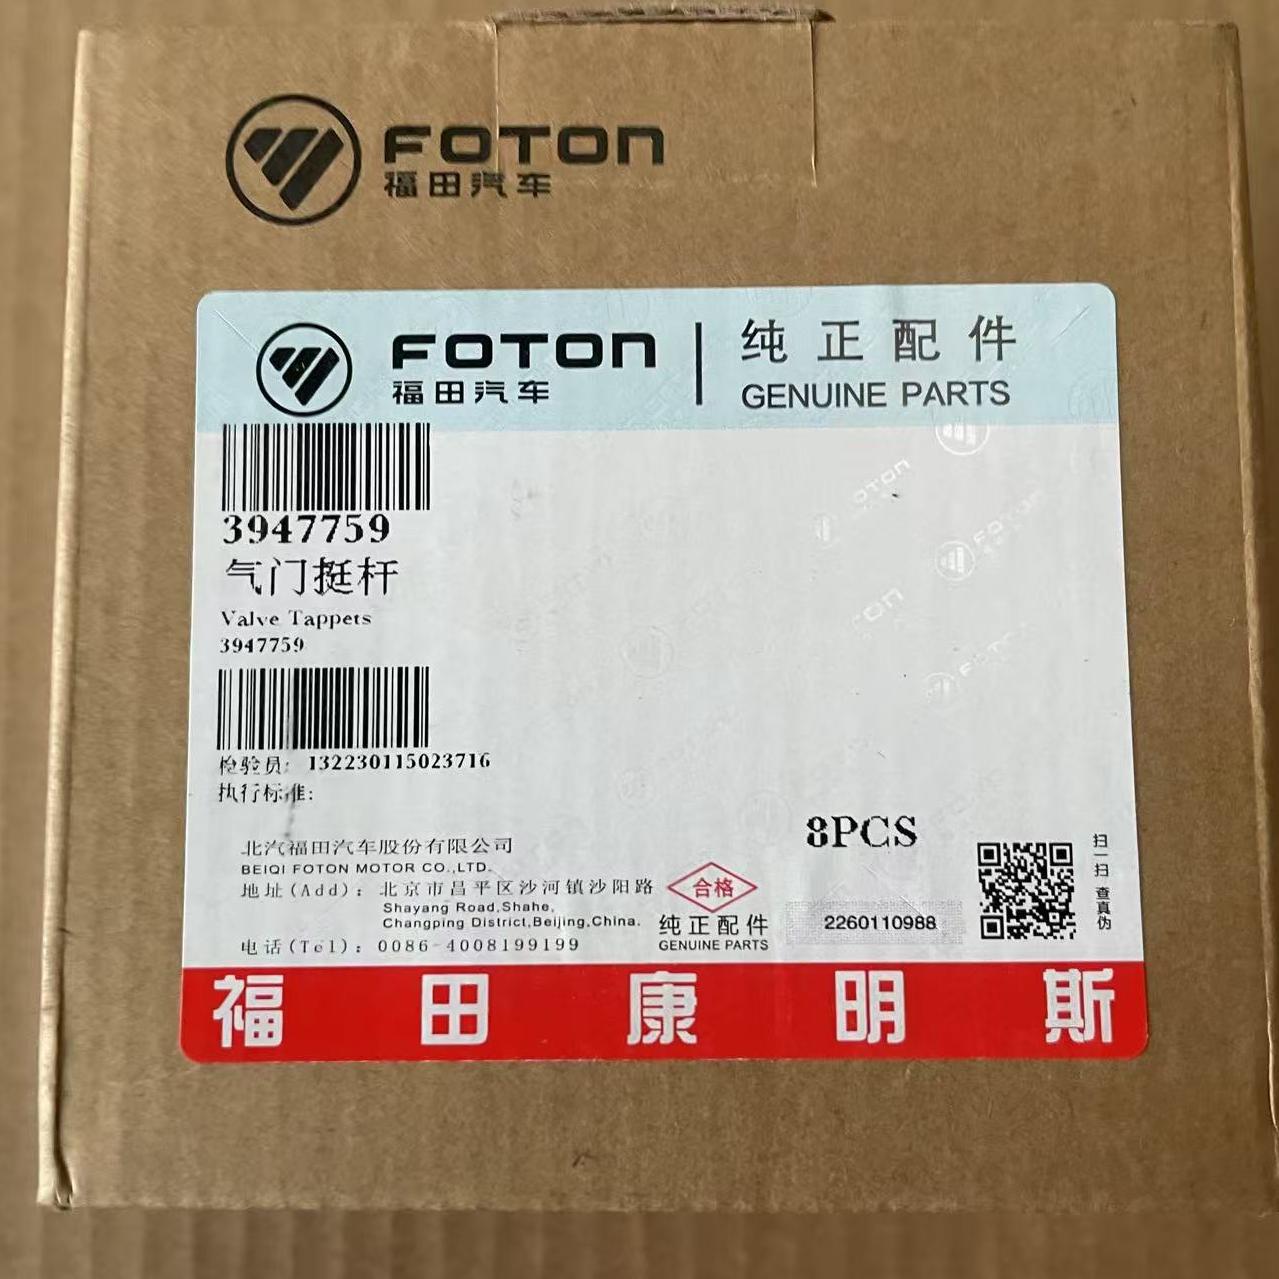 FOTON
福田汽车
FOTON
福田汽车
纯正配件
GENUINE PARTS
3947759
气门挺杆
Valve Tappets
3947759
检验员: 132230115023716
执行标准:
8PCS
北汽福田汽车股份有限公司
BEIQI FOTON MOTOR CO.,LTD.
地址(Add): 北京市昌平区沙河镇沙阳路
Shayang Road,Shahe,
Changping District,Beijing,China.
电话(Tel): 0086-4008199199
合格
纯正配件
GENUINE PARTS
2260110988
扫一扫 查真伪
福田康明斯